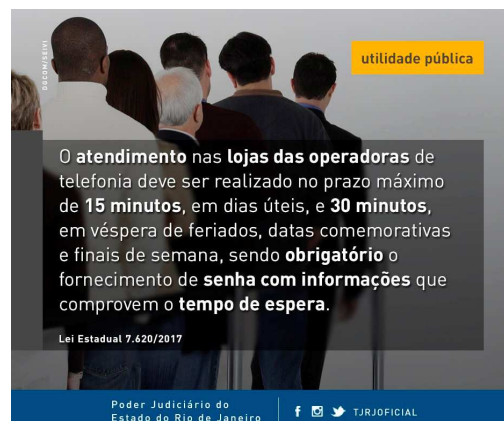 DGCOM/SEIVI
utilidade pública
O atendimento nas lojas das operadoras de
telefonia deve ser realizado no prazo máximo
de 15 minutos, em dias úteis, e 30 minutos,
em véspera de feriados, datas comemorativas
e finais de semana, sendo obrigatório o
fornecimento de senha com informações que
comprovem o tempo de espera.
Lei Estadual 7.620/2017
Poder Judiciário do
Estado do Rio de Janeiro
TJRJOFICIAL